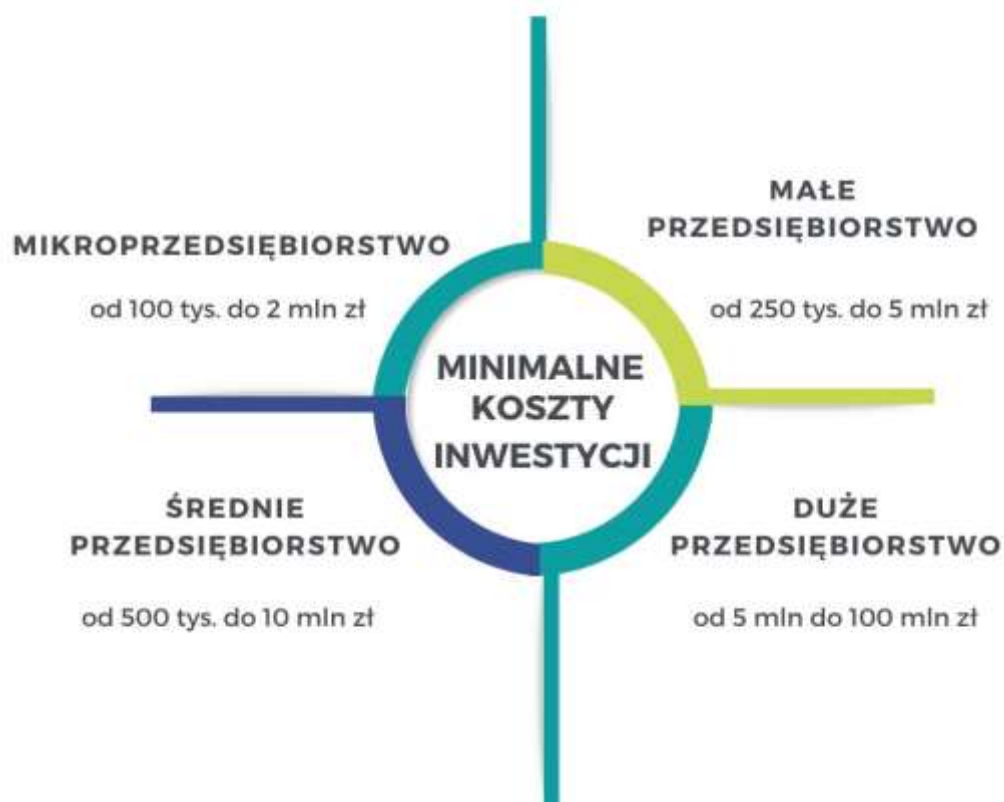 MIKROPRZEDSIĘBIORSTWO
od 100 tys. do 2 mln zł
MAŁE
PRZEDSIĘBIORSTWO
od 250 tys. do 5 mln zł
MINIMALNE
KOSZTY
INWESTYCJI
ŚREDNIE
PRZEDSIĘBIORSTWO
od 500 tys. do 10 mln zł
DUŻE
PRZEDSIĘBIORSTWO
od 5 mln do 100 mln zł